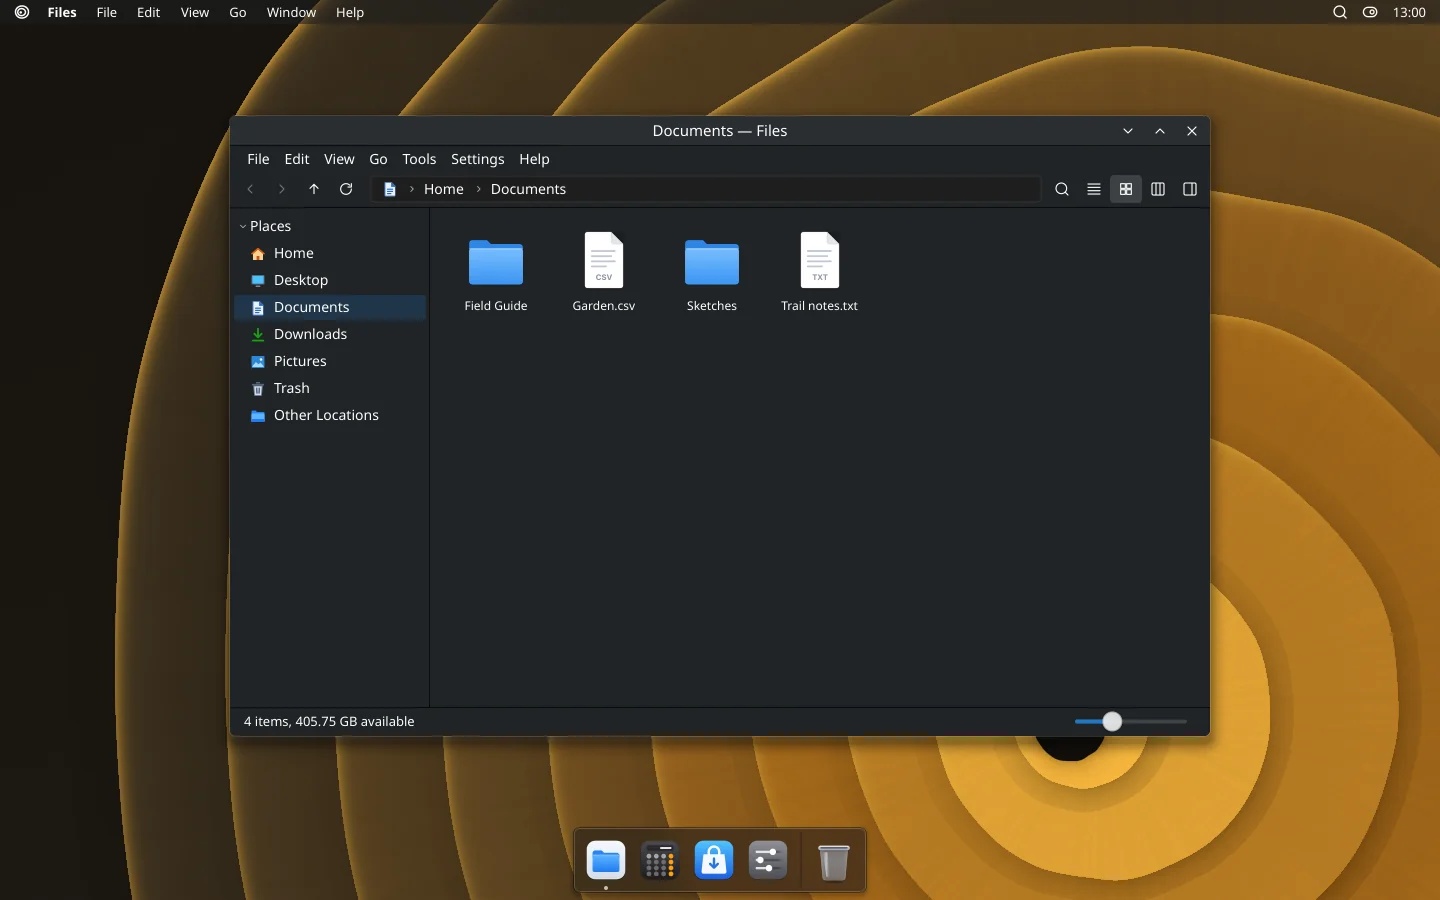 Files File Edit View Go Window Help 13:00
Documents — Files
File Edit View Go Tools Settings Help
Home Documents
Places
Home
Desktop
Documents
Downloads
Pictures
Trash
Other Locations
CSV TXT
Field Guide Garden.csv Sketches Trail notes.txt
4 items, 405.75 GB available